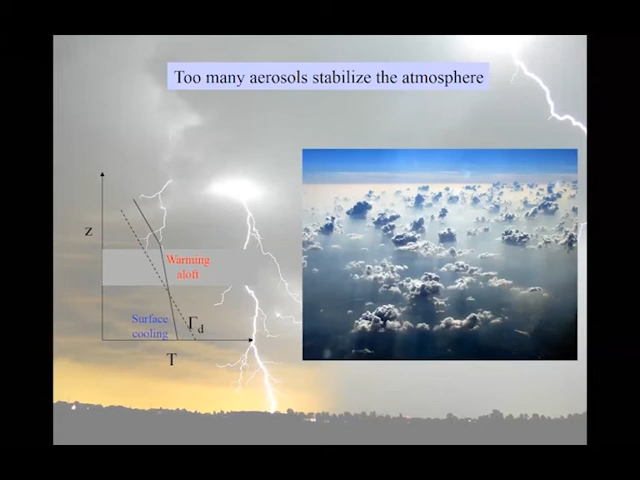 Too many aerosols stabilize the atmosphere
z
Warming
aloft
Surface
cooling
Γd
T